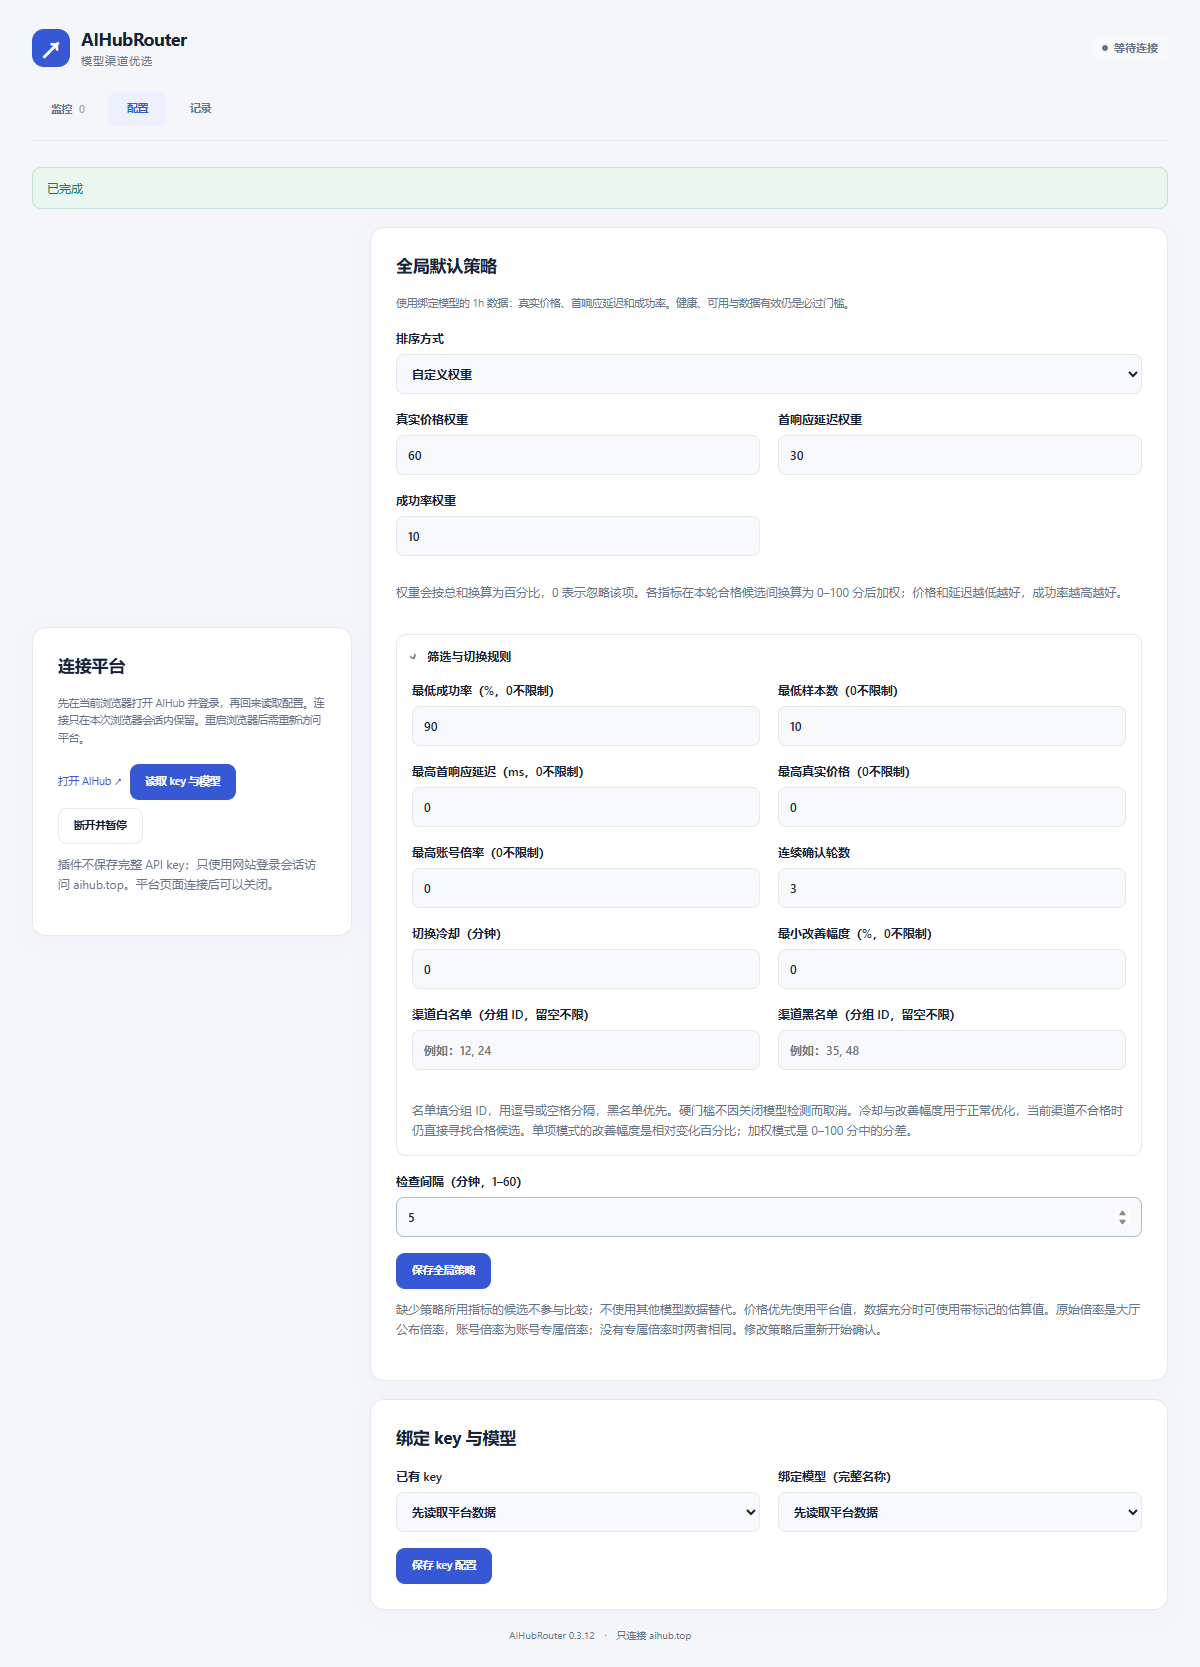 AIHubRouter
模型渠道优选
等待连接
监控 0
配置
记录
已完成
全局默认策略
使用绑定模型的 1h 数据：真实价格、首响应延迟和成功率。健康、可用与数据有效仍是必过门槛。
排序方式
自定义权重
真实价格权重
首响应延迟权重
60
30
成功率权重
10
权重会按总和换算为百分比，0 表示忽略该项。各指标在本轮合格候选间换算为 0–100 分后加权；价格和延迟越低越好，成功率越高越好。
连接平台
先在当前浏览器打开 AIHub 并登录，再回来读取配置。连
接只在本次浏览器会话内保留。重启浏览器后需重新访问
平台。
打开 AIHub ↗
读取 key 与模型
断开并暂停
插件不保存完整 API key；只使用网站登录会话访
问 aihub.top。平台页面连接后可以关闭。
筛选与切换规则
最低成功率（%，0不限制）
最低样本数（0不限制）
90
10
最高首响应延迟（ms，0不限制）
最高真实价格（0不限制）
0
0
最高账号倍率（0不限制）
连续确认轮数
0
3
切换冷却（分钟）
最小改善幅度（%，0不限制）
0
0
渠道白名单（分组 ID，留空不限）
渠道黑名单（分组 ID，留空不限）
例如：12, 24
例如：35, 48
名单填分组 ID，用逗号或空格分隔，黑名单优先。硬门槛不因关闭模型检测而取消。冷却与改善幅度用于正常优化，当前渠道不合格时
仍直接寻找合格候选。单项模式的改善幅度是相对变化百分比；加权模式是 0–100 分中的分差。
检查间隔（分钟，1–60）
5
保存全局策略
缺少策略所用指标的候选不参与比较；不使用其他模型数据替代。价格优先使用平台值，数据充分时可使用带标记的估算值。原始倍率是大厅
公布倍率，账号倍率为账号专属倍率；没有专属倍率时两者相同。修改策略后重新开始确认。
绑定 key 与模型
已有 key
绑定模型（完整名称）
先读取平台数据
先读取平台数据
保存 key 配置
AIHubRouter 0.3.12 · 只连接 aihub.top